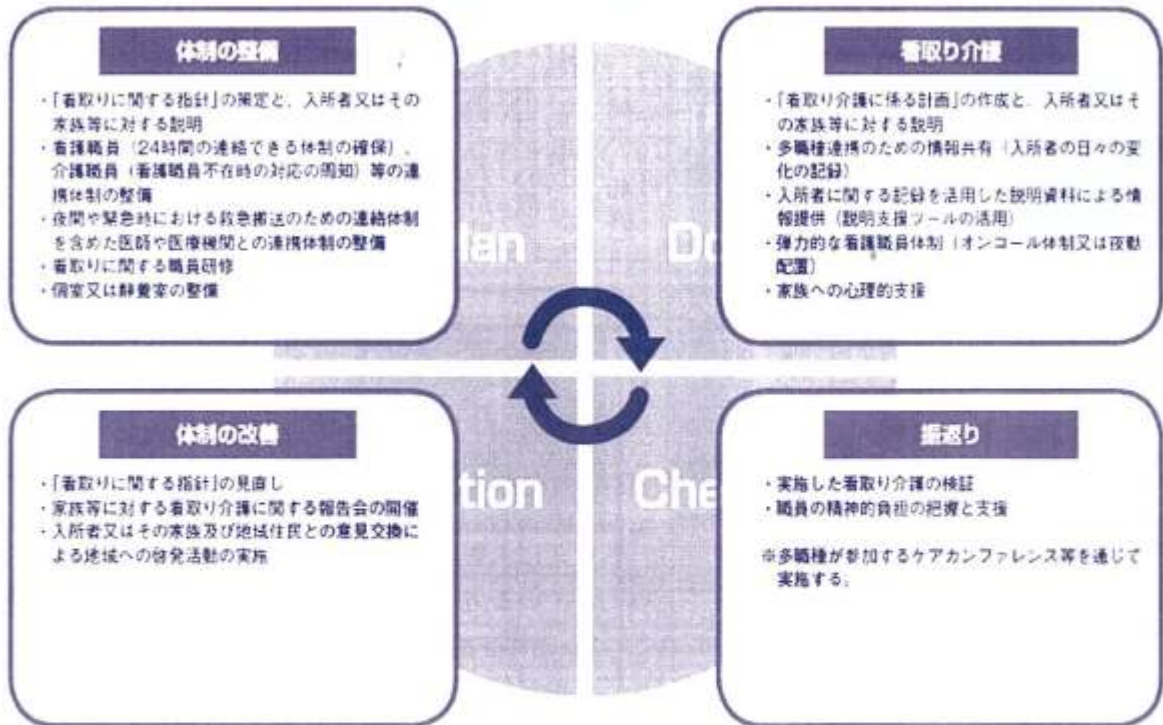 体制の整備
・「看取りに関する指針」の策定と、入所者又はその
家族等に対する説明
・看護職員（24時間の連絡できる体制の確保）、
介護職員（看護職員不在時の対応の周知）等の連
携体制の整備
・夜間や緊急時における救急搬送のための連絡体制
を含めた医師や医療機関との連携体制の整備
・看取りに関する職員研修
・個室又は静養室の整備
lan
看取り介護
・「看取り介護に係る計画」の作成と、入所者又はそ
の家族等に対する説明
・多職種連携のための情報共有（入所者の日々の変
化の記録）
・入所者に関する記録を活用した説明資料による情
報提供（説明支援ツールの活用）
・弾力的な看護職員体制（オンコール体制又は夜勤
配置）
・家族への心理的支援
Do
体制の改善
・「看取りに関する指針」の見直し
・家族等に対する看取り介護に関する報告会の開催
・入所者又はその家族及び地域住民との意見交換に
よる地域への啓発活動の実施
tion
振返り
・実施した看取り介護の検証
・職員の精神的負担の把握と支援
※多職種が参加するケアカンファレンス等を通じて
実施する。
Che